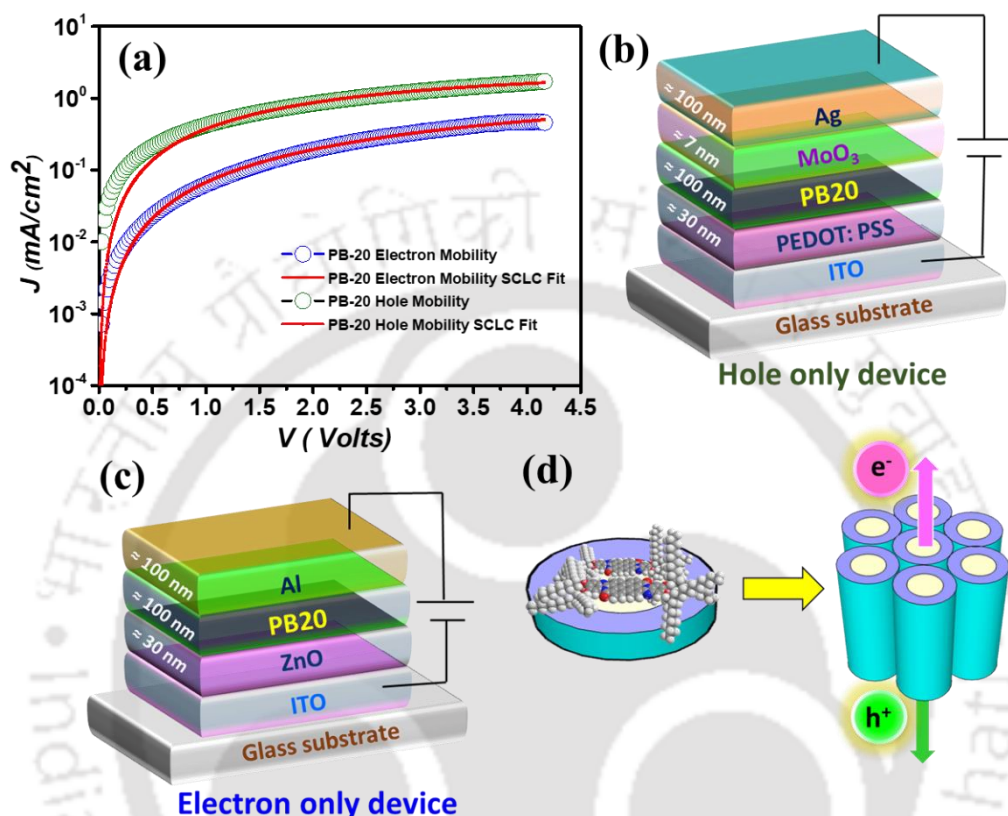 (a)
J (mA/cm²)
10¹
10⁰
10⁻¹
10⁻²
10⁻³
10⁻⁴
PB-20 Electron Mobility
PB-20 Electron Mobility SCLC Fit
PB-20 Hole Mobility
PB-20 Hole Mobility SCLC Fit
0.0 0.5 1.0 1.5 2.0 2.5 3.0 3.5 4.0 4.5
V ( Volts)
(b)
≈ 100 nm Ag
≈ 7 nm MoO₃
≈ 100 nm PB20
≈ 30 nm PEDOT: PSS
ITO
Glass substrate
Hole only device
(c)
≈ 100 nm Al
≈ 100 nm PB20
≈ 30 nm ZnO
ITO
Glass substrate
Electron only device
(d)
e⁻
h⁺